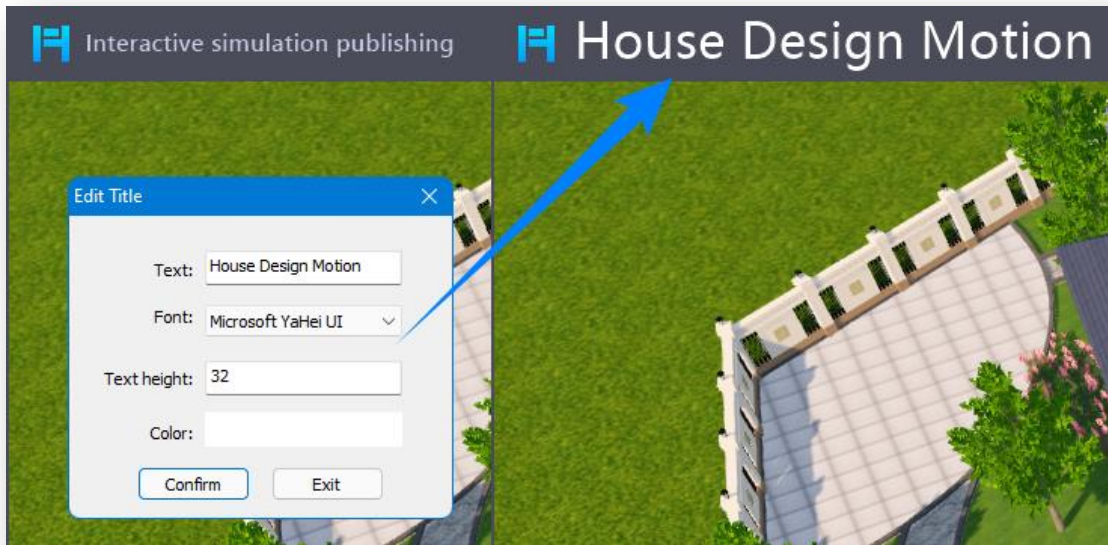 Interactive simulation publishing
House Design Motion
Edit Title
Text: House Design Motion
Font: Microsoft YaHei UI
Text height: 32
Color:
Confirm Exit